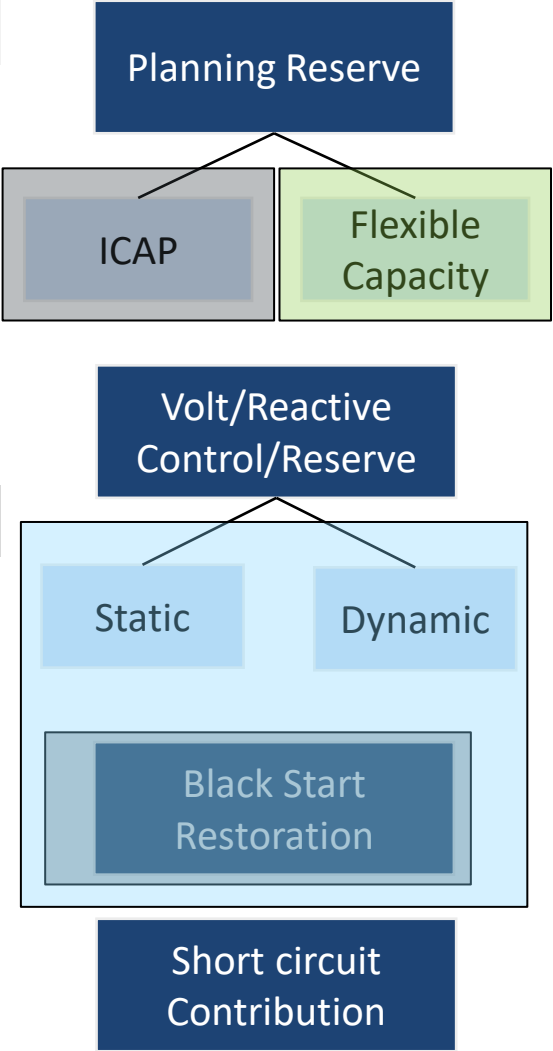 Planning Reserve
ICAP
Flexible
Capacity
Volt/Reactive
Control/Reserve
Static
Dynamic
Black Start
Restoration
Short circuit
Contribution